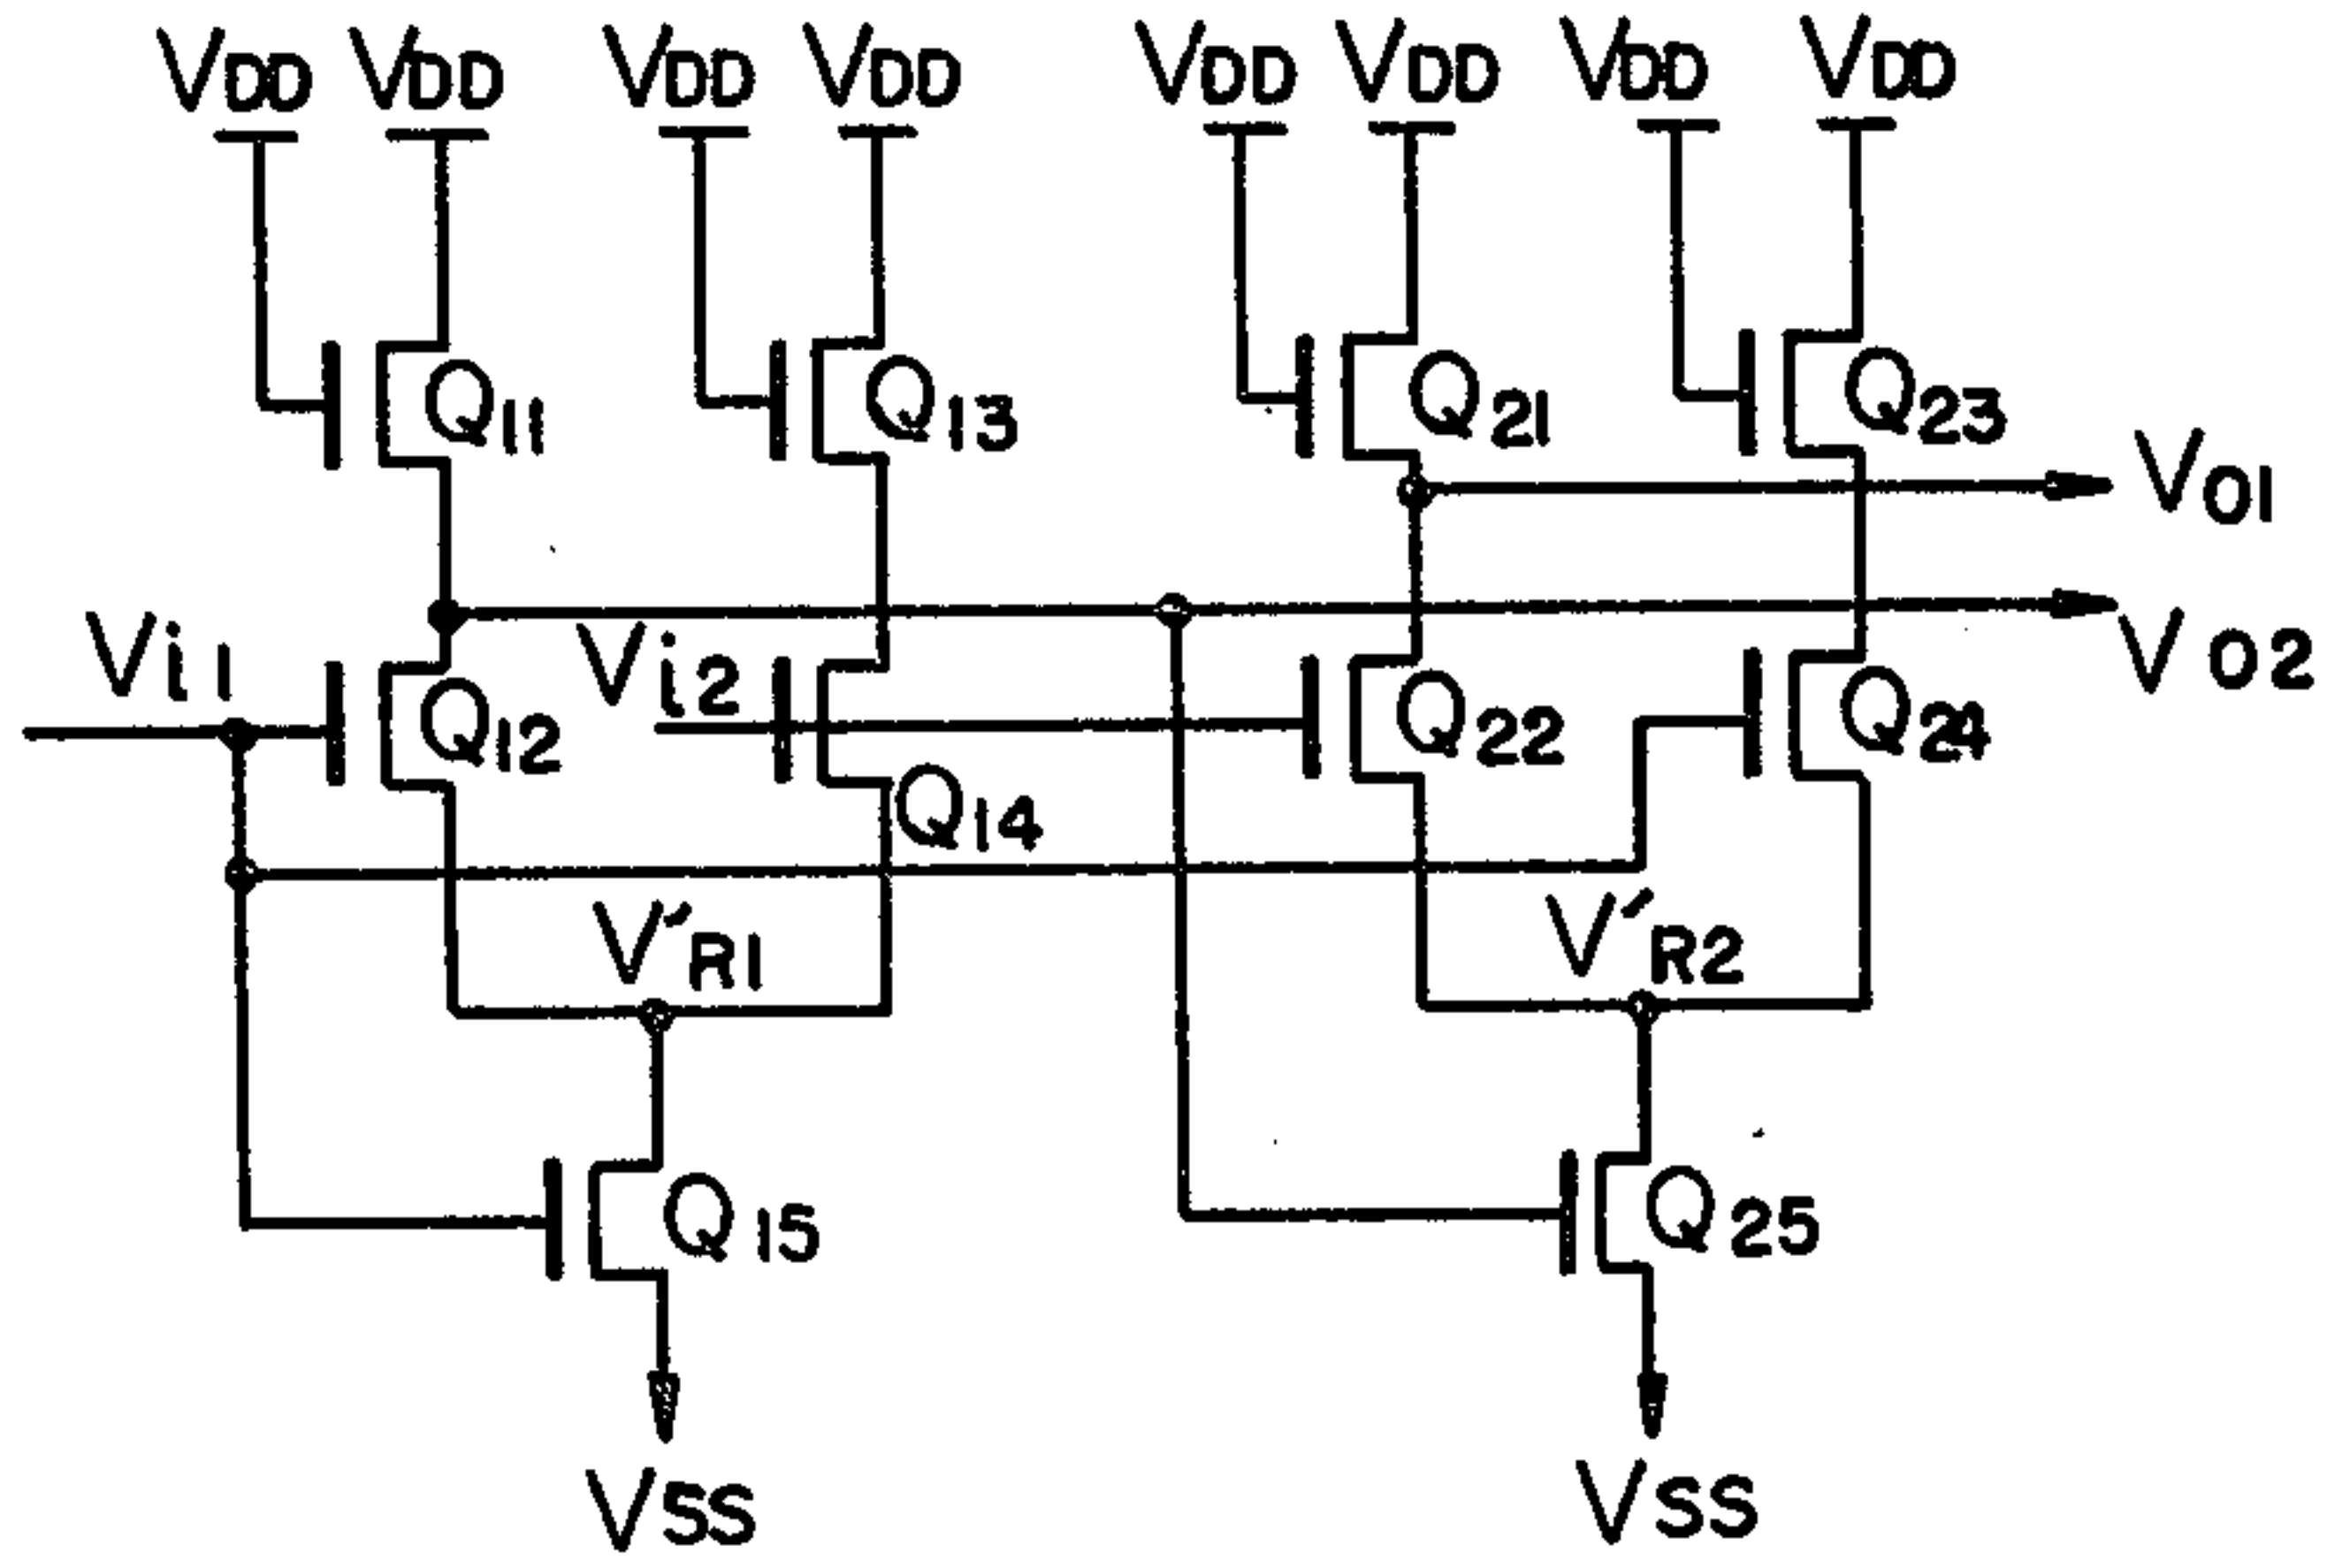 VDD VDD VDD VDD VDD VDD VDD VDD
Q11 Q13 Q21 Q23
VO1
Vi1 Vi2 VO2
Q12 Q22 Q24
Q14
V'R1 V'R2
Q15 Q25
VSS VSS